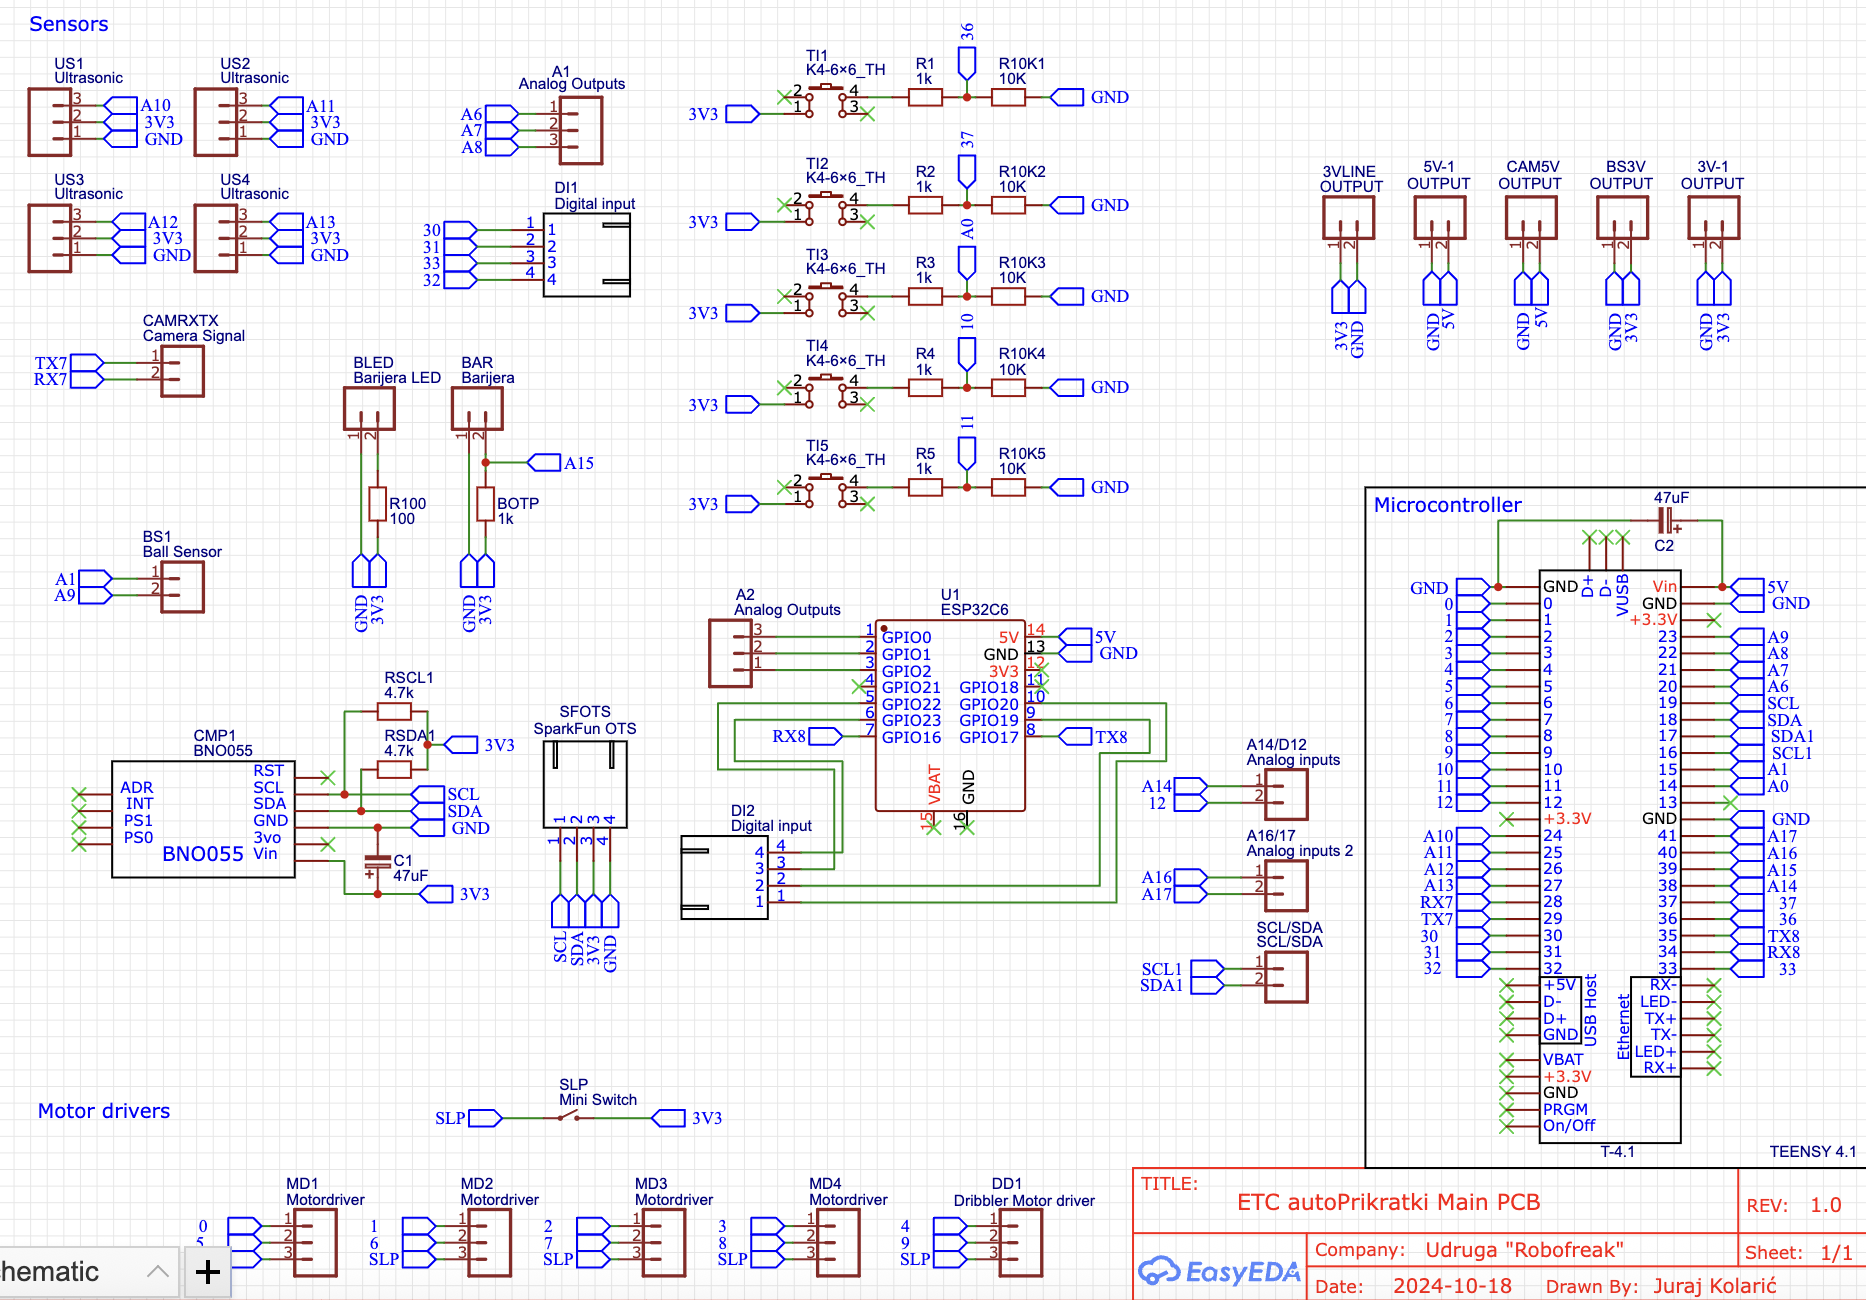 Sensors
US1
Ultrasonic
3 A10
2 3V3
1 GND
US2
Ultrasonic
3 A11
2 3V3
1 GND
US3
Ultrasonic
3 A12
2 3V3
1 GND
US4
Ultrasonic
3 A13
2 3V3
1 GND
A1
Analog Outputs
A6 1
A7 2
A8 3
DI1
Digital input
30 1 1
31 2 2
33 3 3
32 4 4
CAMRXTX
Camera Signal
TX7 1
RX7 2
BLED
Barijera LED
1 2
R100
100
GND 3V3
BAR
Barijera
1 2
A15
BOTP
1k
GND 3V3
BS1
Ball Sensor
A1 1
A9 2
TI1
K4-6×6_TH
3V3 2 1 4 3
R1
1k
36
R10K1
10K
GND
TI2
K4-6×6_TH
3V3 2 1 4 3
R2
1k
37
R10K2
10K
GND
TI3
K4-6×6_TH
3V3 2 1 4 3
R3
1k
A0
R10K3
10K
GND
TI4
K4-6×6_TH
3V3 2 1 4 3
R4
1k
10
R10K4
10K
GND
TI5
K4-6×6_TH
3V3 2 1 4 3
R5
1k
11
R10K5
10K
GND
3VLINE
OUTPUT
1 2
3V3 GND
5V-1
OUTPUT
1 2
GND 5V
CAM5V
OUTPUT
1 2
GND 5V
BS3V
OUTPUT
1 2
GND 3V3
3V-1
OUTPUT
1 2
GND 3V3
RSCL1
4.7k
RSDA1
4.7k
3V3
CMP1
BNO055
ADR
INT
PS1
PS0
RST
SCL
SDA
GND
3vo
Vin
BNO055
SCL
SDA
GND
C1
47uF
+
3V3
SFOTS
SparkFun OTS
1 2 3 4
1 2 3 4
SCL SDA 3V3 GND
A2
Analog Outputs
3
2
1
U1
ESP32C6
1 GPIO0
2 GPIO1
3 GPIO2
4 GPIO21
5 GPIO22
6 GPIO23
7 GPIO16
RX8
5V 14 5V
GND 13 GND
3V3 12
GPIO18 11
GPIO20 10
GPIO19 9
GPIO17 8 TX8
VBAT GND
15 16
DI2
Digital input
4 4
3 3
2 2
1 1
A14/D12
Analog inputs
A14 1
12 2
A16/17
Analog inputs 2
A16 1
A17 2
SCL/SDA
SCL/SDA
SCL1 1
SDA1 2
Microcontroller
47uF
+
C2
D+ D- VUSB
GND GND
0 0
1 1
2 2
3 3
4 4
5 5
6 6
7 7
8 8
9 9
10 10
11 11
12 12
+3.3V
A10 24
A11 25
A12 26
A13 27
RX7 28
TX7 29
30 30
31 31
32 32
+5V
D-
D+
GND
USB Host
VBAT
+3.3V
GND
PRGM
On/Off
Vin 5V
GND GND
+3.3V
23 A9
22 A8
21 A7
20 A6
19 SCL
18 SDA
17 SDA1
16 SCL1
15 A1
14 A0
13
GND GND
41 A17
40 A16
39 A15
38 A14
37 37
36 36
35 TX8
34 RX8
33 33
Ethernet
RX-
LED-
TX+
TX-
LED+
RX+
T-4.1
TEENSY 4.1
Motor drivers
SLP
Mini Switch
SLP 3V3
MD1
Motordriver
0 1
5 2
3
MD2
Motordriver
1 1
6 2
SLP 3
MD3
Motordriver
2 1
7 2
SLP 3
MD4
Motordriver
3 1
8 2
SLP 3
DD1
Dribbler Motor driver
4 1
9 2
SLP 3
hematic
+
TITLE:
ETC autoPrikratki Main PCB
REV: 1.0
EasyEDA
Company: Udruga "Robofreak"
Sheet: 1/1
Date: 2024-10-18
Drawn By: Juraj Kolarić